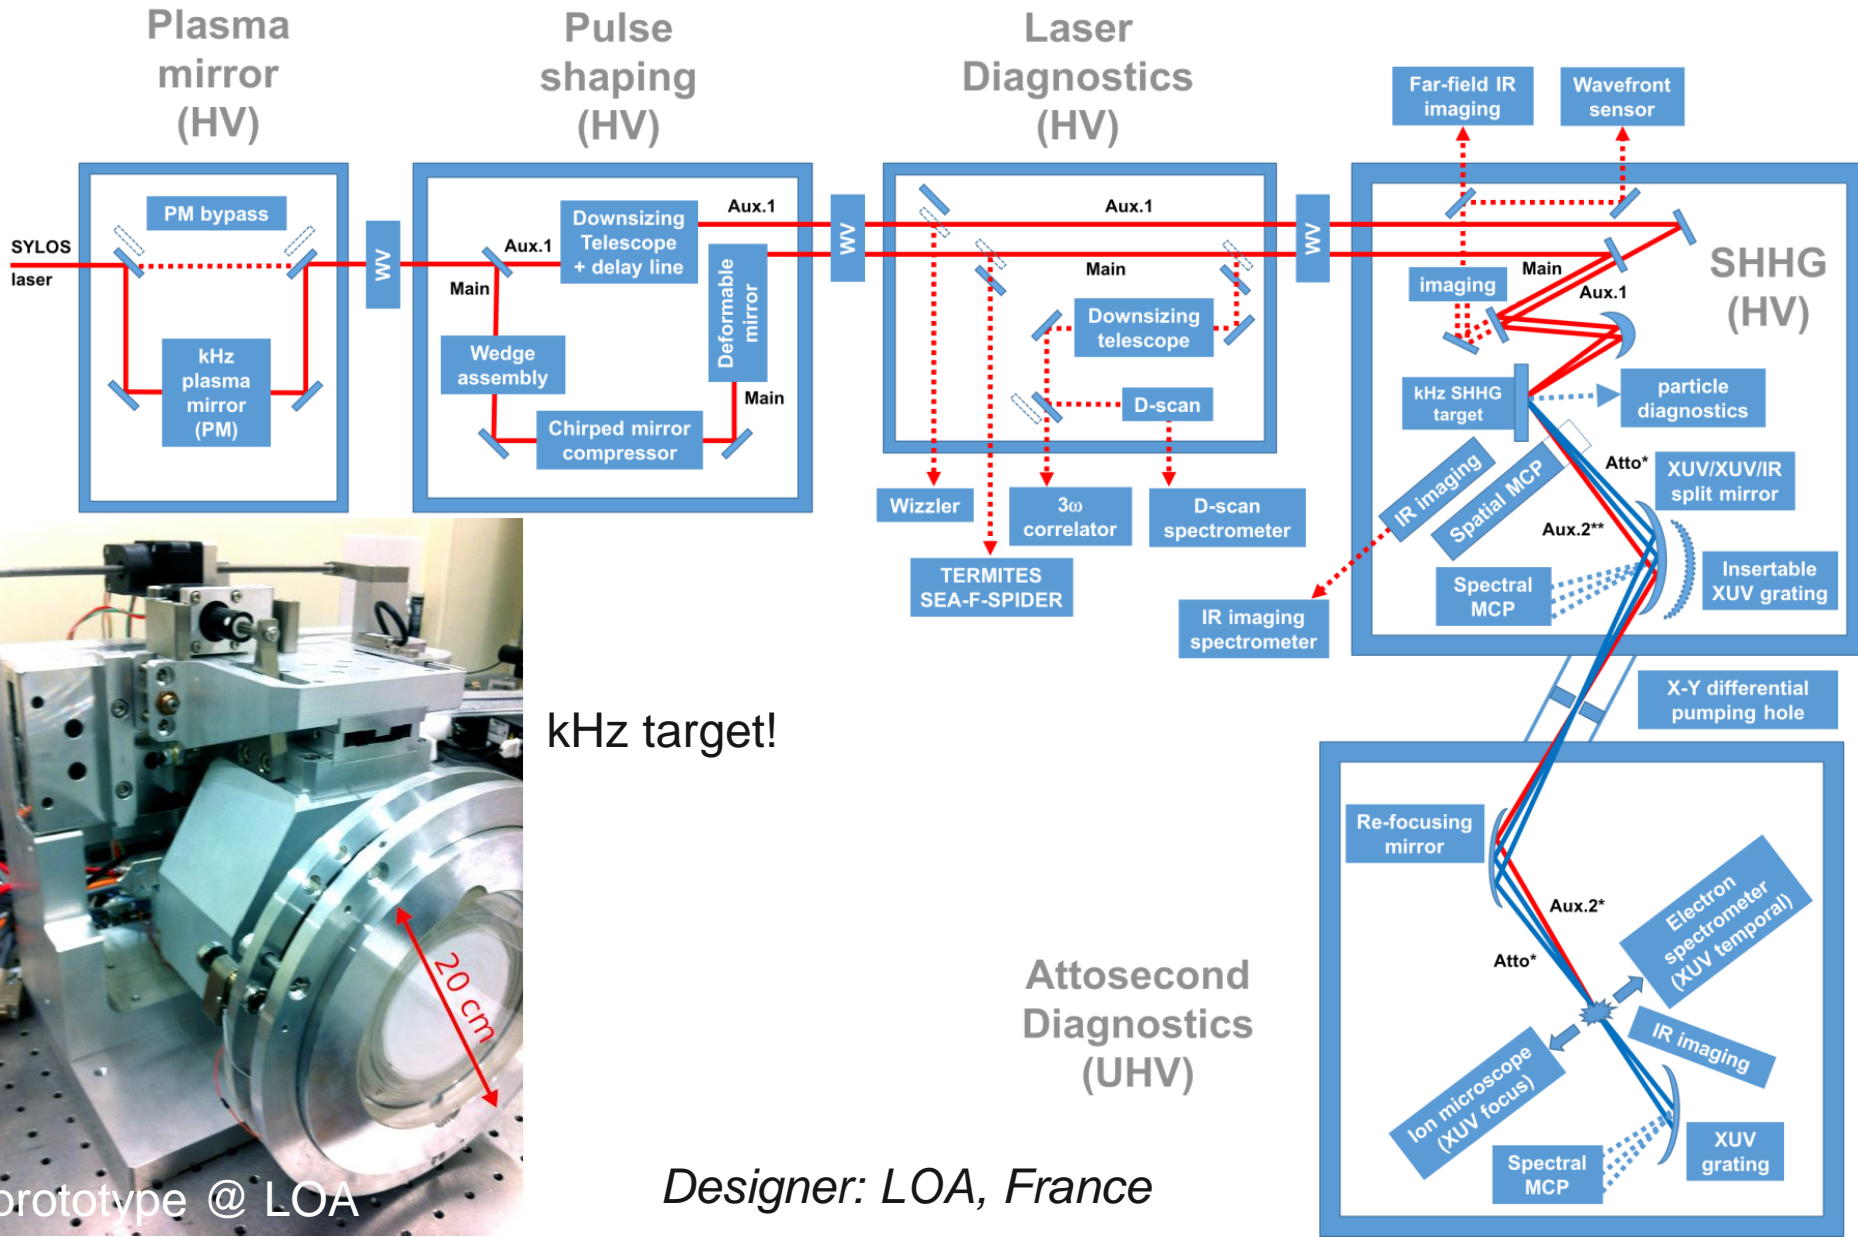 Plasma
mirror
(HV)
Pulse
shaping
(HV)
Laser
Diagnostics
(HV)
Far-field IR
imaging
Wavefront
sensor
PM bypass
SYLOS
laser
kHz
plasma
mirror
(PM)
WV
Main
Aux.1
Downsizing
Telescope
+ delay line
Aux.1
Deformable
mirror
Wedge
assembly
Main
Chirped mirror
compressor
WV
Aux.1
Main
Downsizing
telescope
D-scan
Wizzler
TERMITES
SEA-F-SPIDER
3ω
correlator
D-scan
spectrometer
WV
SHHG
(HV)
Main
Aux.1
imaging
kHz SHHG
target
particle
diagnostics
IR imaging
Spatial MCP
Atto*
XUV/XUV/IR
split mirror
Aux.2**
Spectral
MCP
Insertable
XUV grating
IR imaging
spectrometer
X-Y differential
pumping hole
kHz target!
20 cm
prototype @ LOA
Designer: LOA, France
Attosecond
Diagnostics
(UHV)
Re-focusing
mirror
Aux.2*
Atto*
Electron
spectrometer
(XUV temporal)
IR imaging
Ion microscope
(XUV focus)
Spectral
MCP
XUV
grating